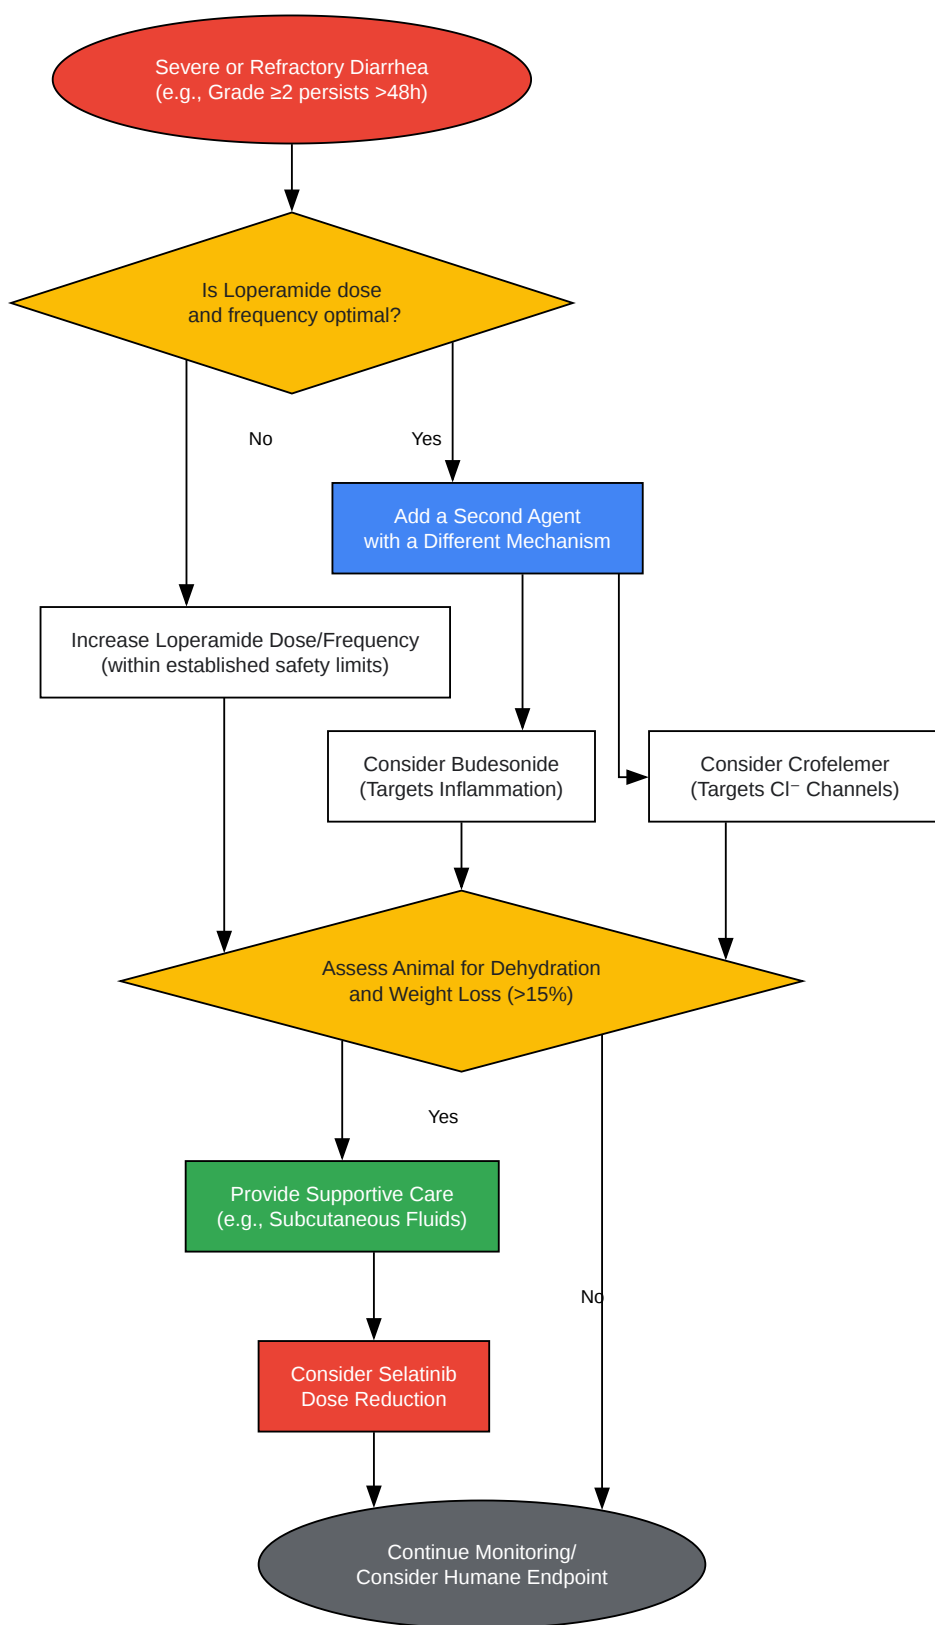 Severe or Refractory Diarrhea
(e.g., Grade ≥2 persists >48h)
Is Loperamide dose
and frequency optimal?
No
Yes
Add a Second Agent
with a Different Mechanism
Increase Loperamide Dose/Frequency
(within established safety limits)
Consider Budesonide
(Targets Inflammation)
Consider Crofelemer
(Targets Cl⁻ Channels)
Assess Animal for Dehydration
and Weight Loss (>15%)
Yes
Provide Supportive Care
(e.g., Subcutaneous Fluids)
No
Consider Selatinib
Dose Reduction
Continue Monitoring/
Consider Humane Endpoint